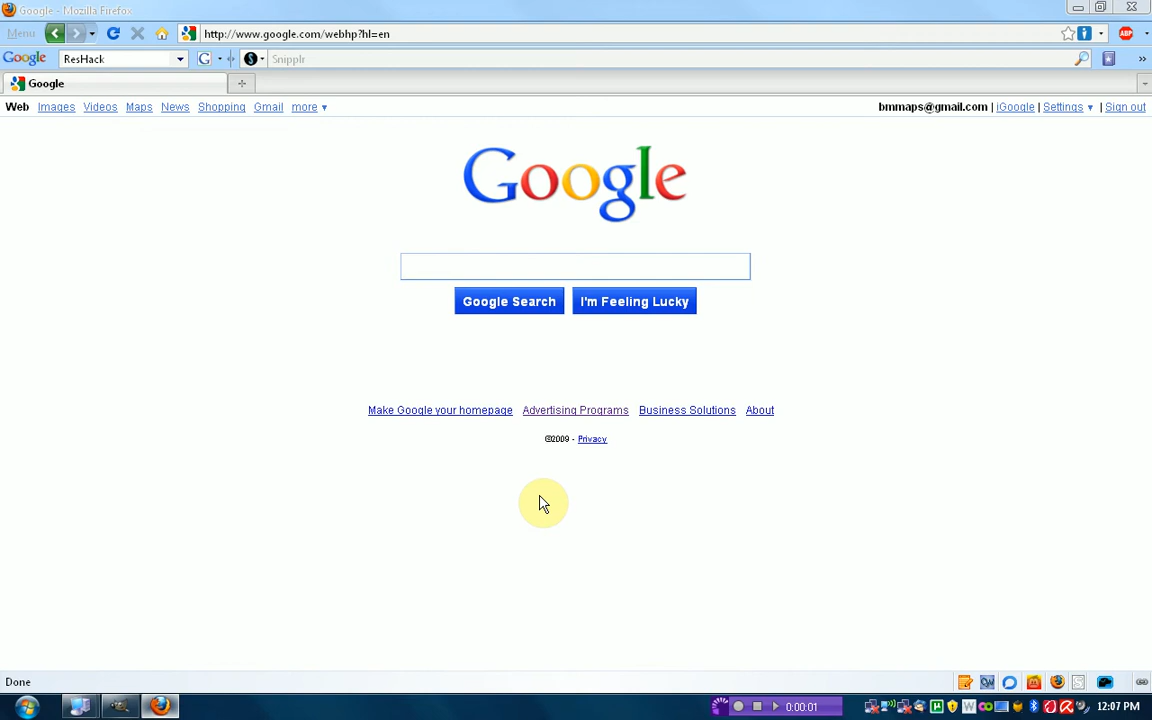 Google - Mozilla Firefox
Menu http://www.google.com/webhp?hl=en ABP
Google ResHack G S Snipplr »
Google
Web Images Videos Maps News Shopping Gmail more ▼ bmmaps@gmail.com | iGoogle | Settings ▼ | Sign out
Google
Google Search I'm Feeling Lucky
Make Google your homepage Advertising Programs Business Solutions About
©2009 - Privacy
Done
0:00:01 12:07 PM